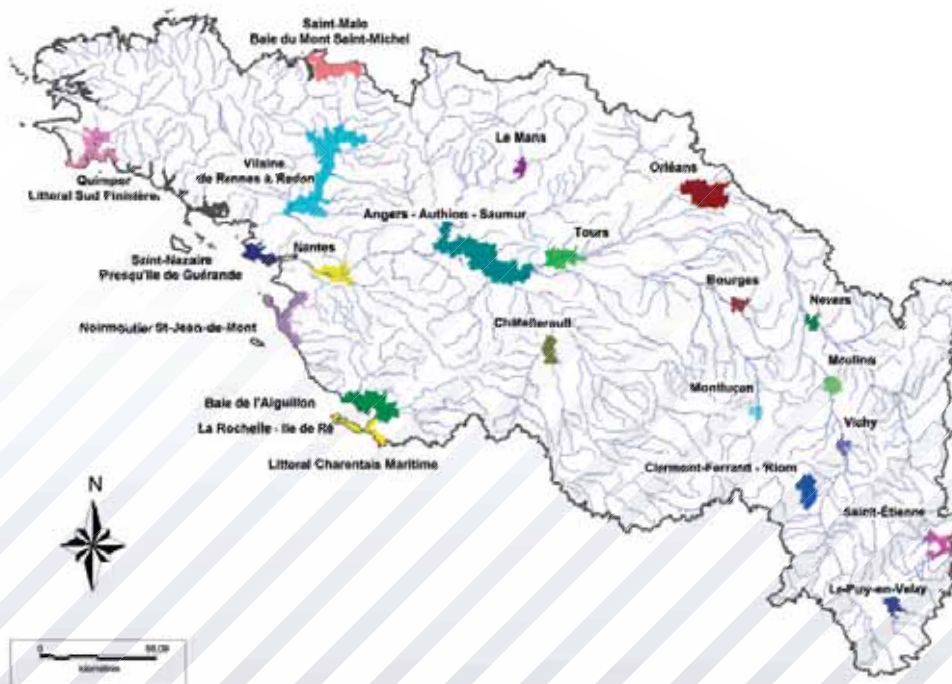 Saint-Malo
Baie du Mont Saint-Michel
Le Mans
Orléans
Vilaine
de Rennes à Redon
Quimper
Littoral Sud Finistère
Angers - Authion - Saumur
Tours
Saint-Nazaire
Presqu'île de Guérande
Nantes
Bourges
Nevers
Noirmoutier St-Jean-de-Mont
Châtellerault
Moulins
Montluçon
Baie de l'Aiguillon
La Rochelle - Ile de Ré
Vichy
Littoral Charentais Maritime
Clermont-Ferrand - Riom
N
Saint-Étienne
Le-Puy-en-Velay
0
kilomètres